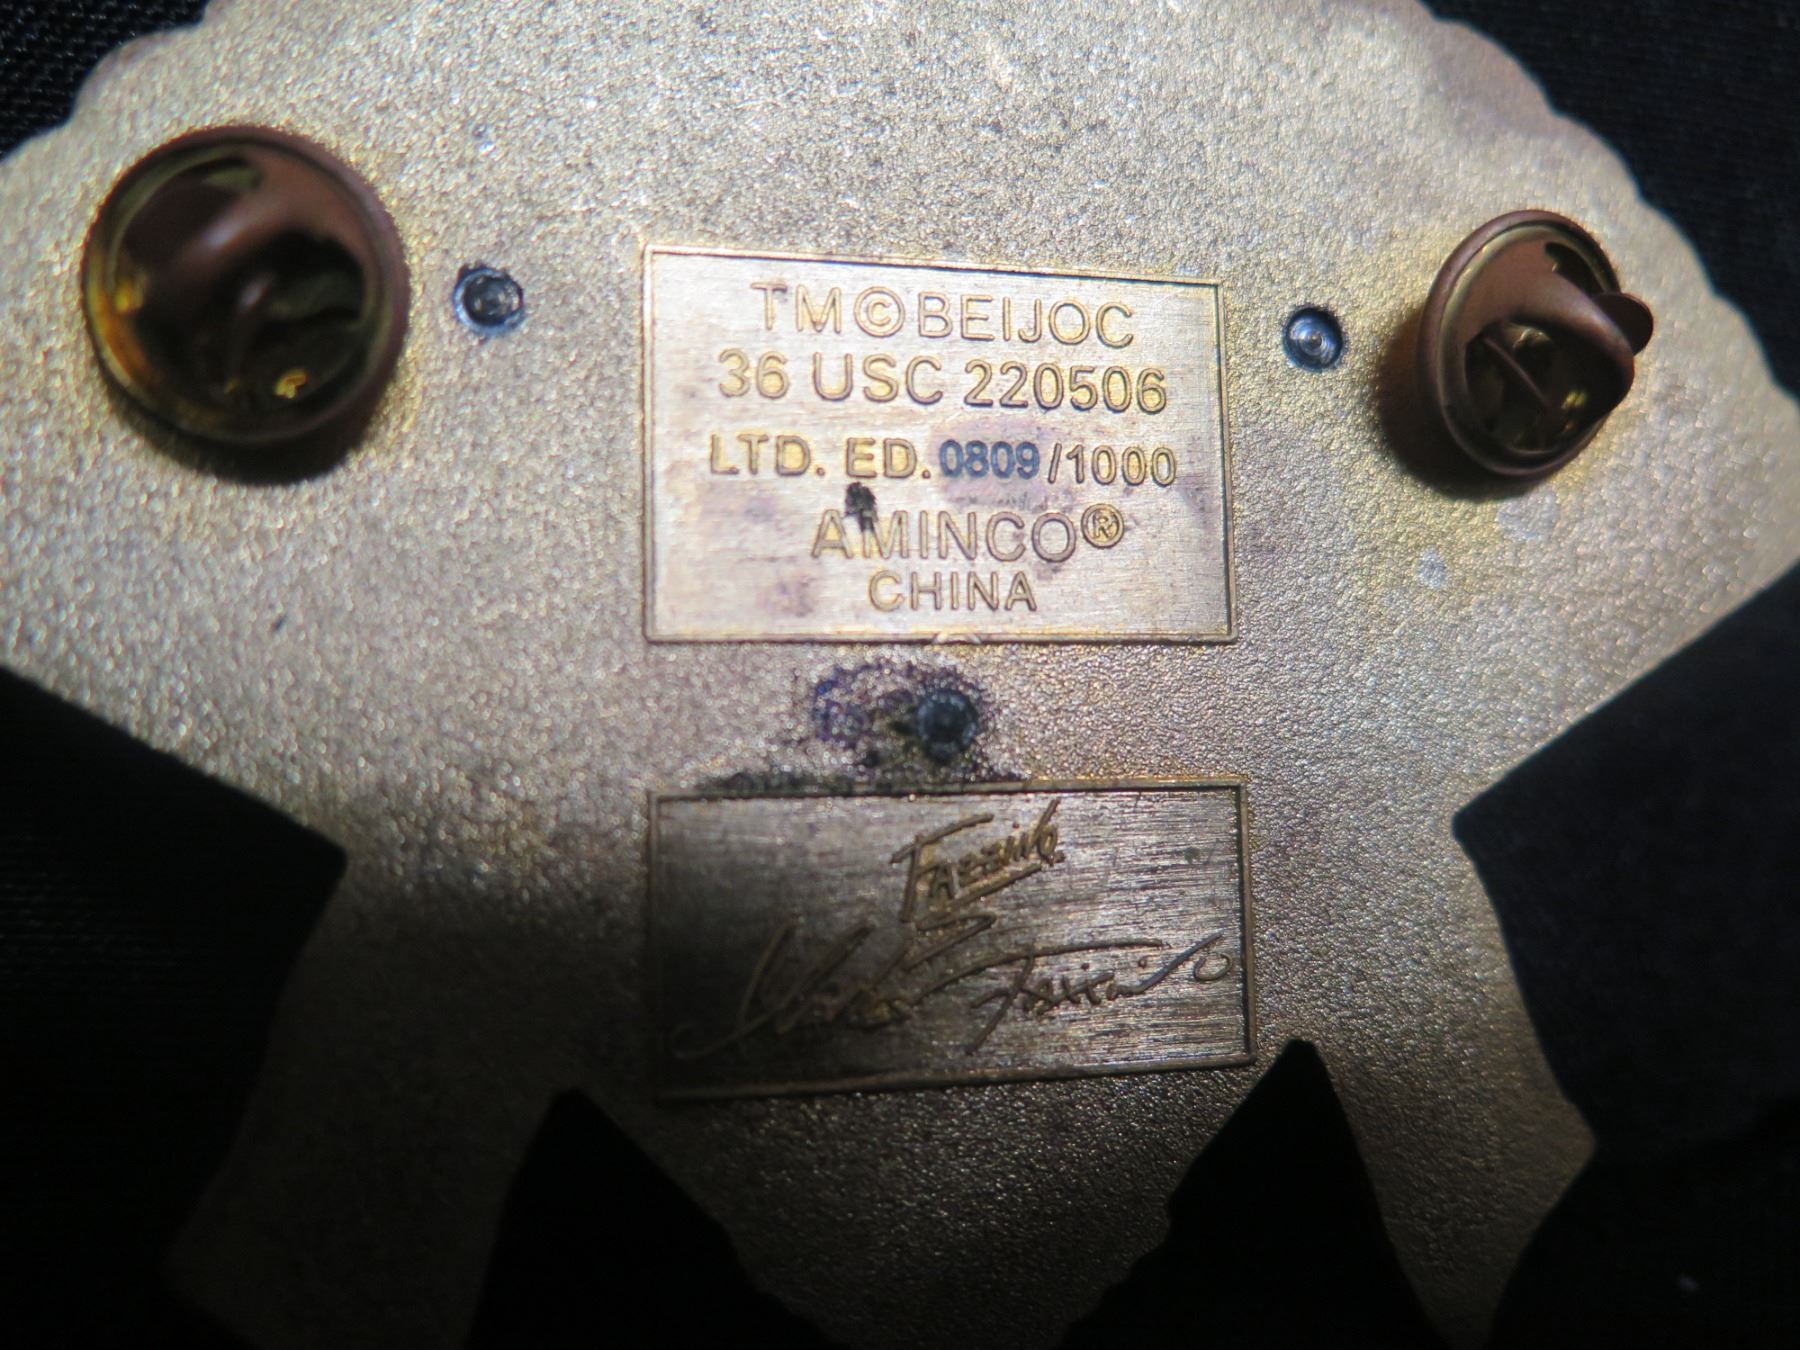 TM©BEIJOC
36 USC 220506
LTD. ED. 0809/1000
AMINCO®
CHINA
Fazzino